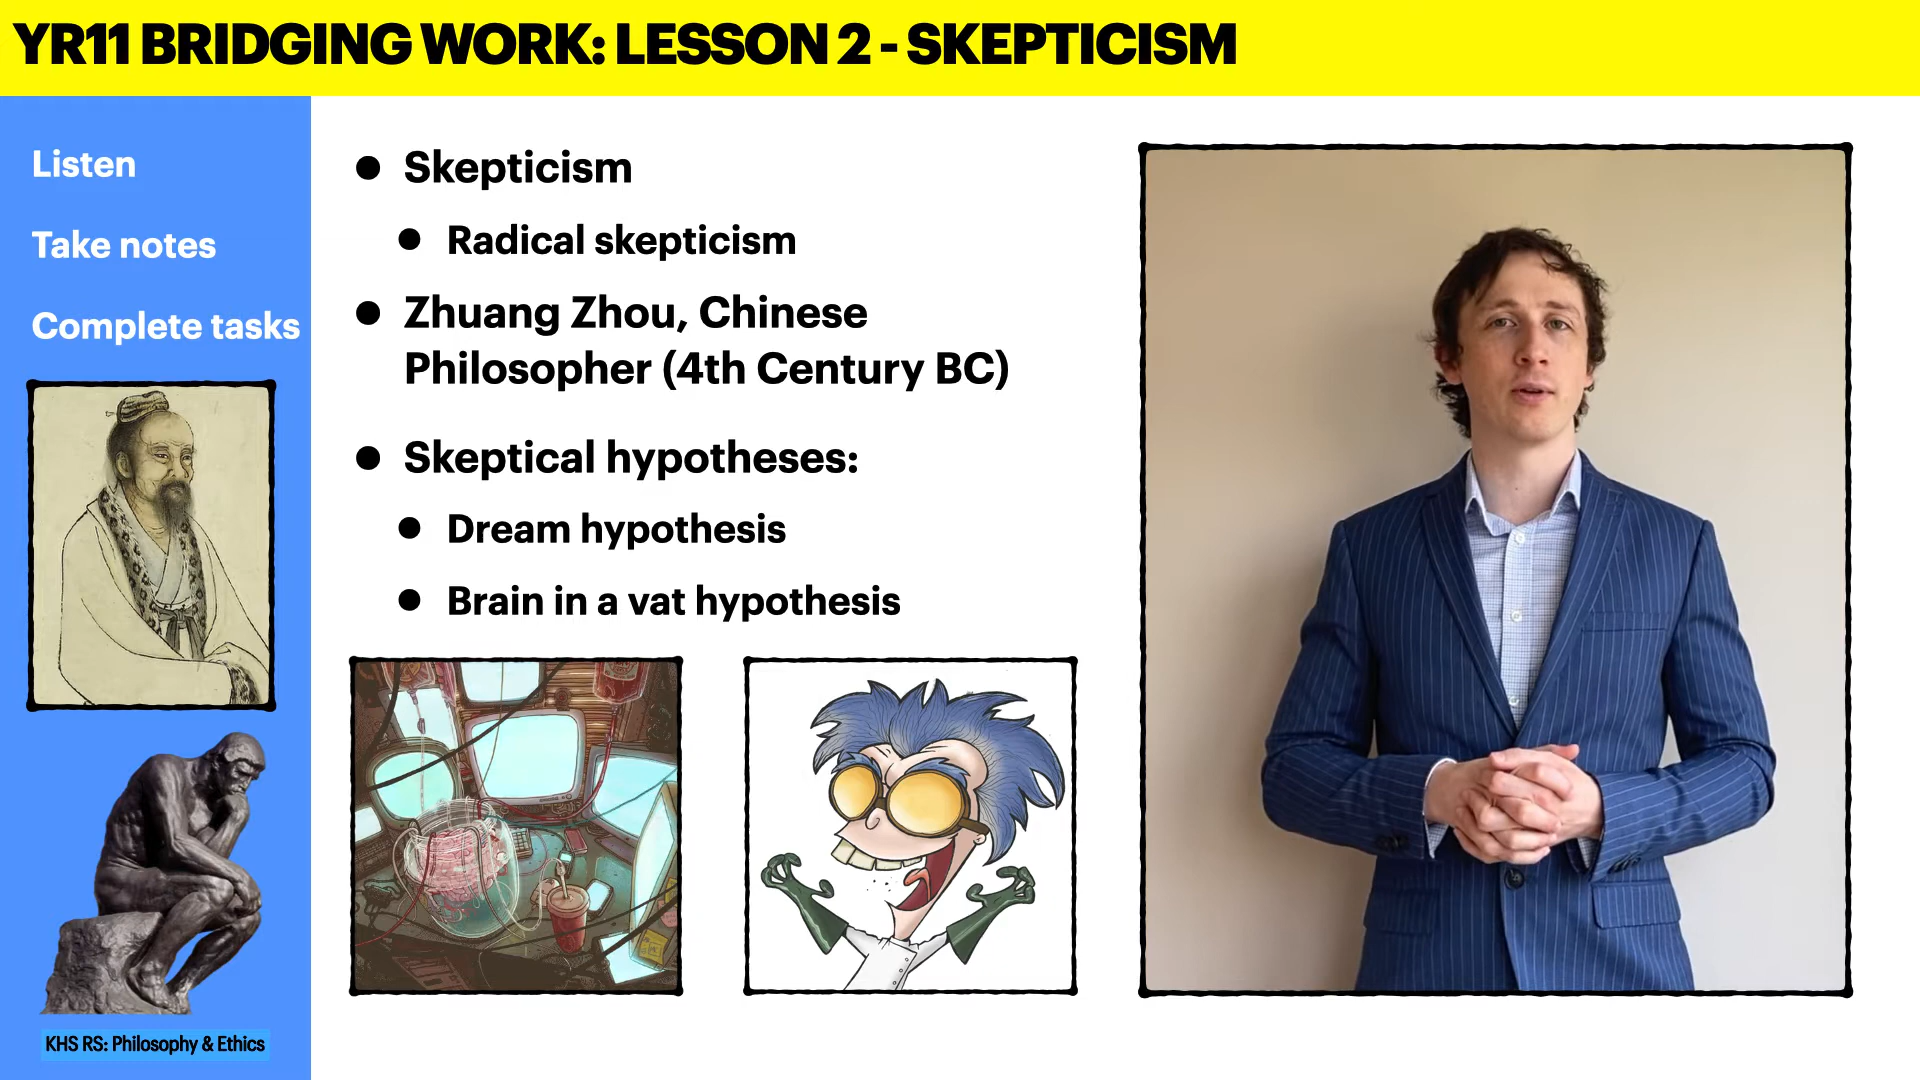 YR11 BRIDGING WORK: LESSON 2 - SKEPTICISM
Listen
Take notes
Complete tasks
KHS RS: Philosophy & Ethics
Skepticism
Radical skepticism
Zhuang Zhou, Chinese
Philosopher (4th Century BC)
Skeptical hypotheses:
Dream hypothesis
Brain in a vat hypothesis